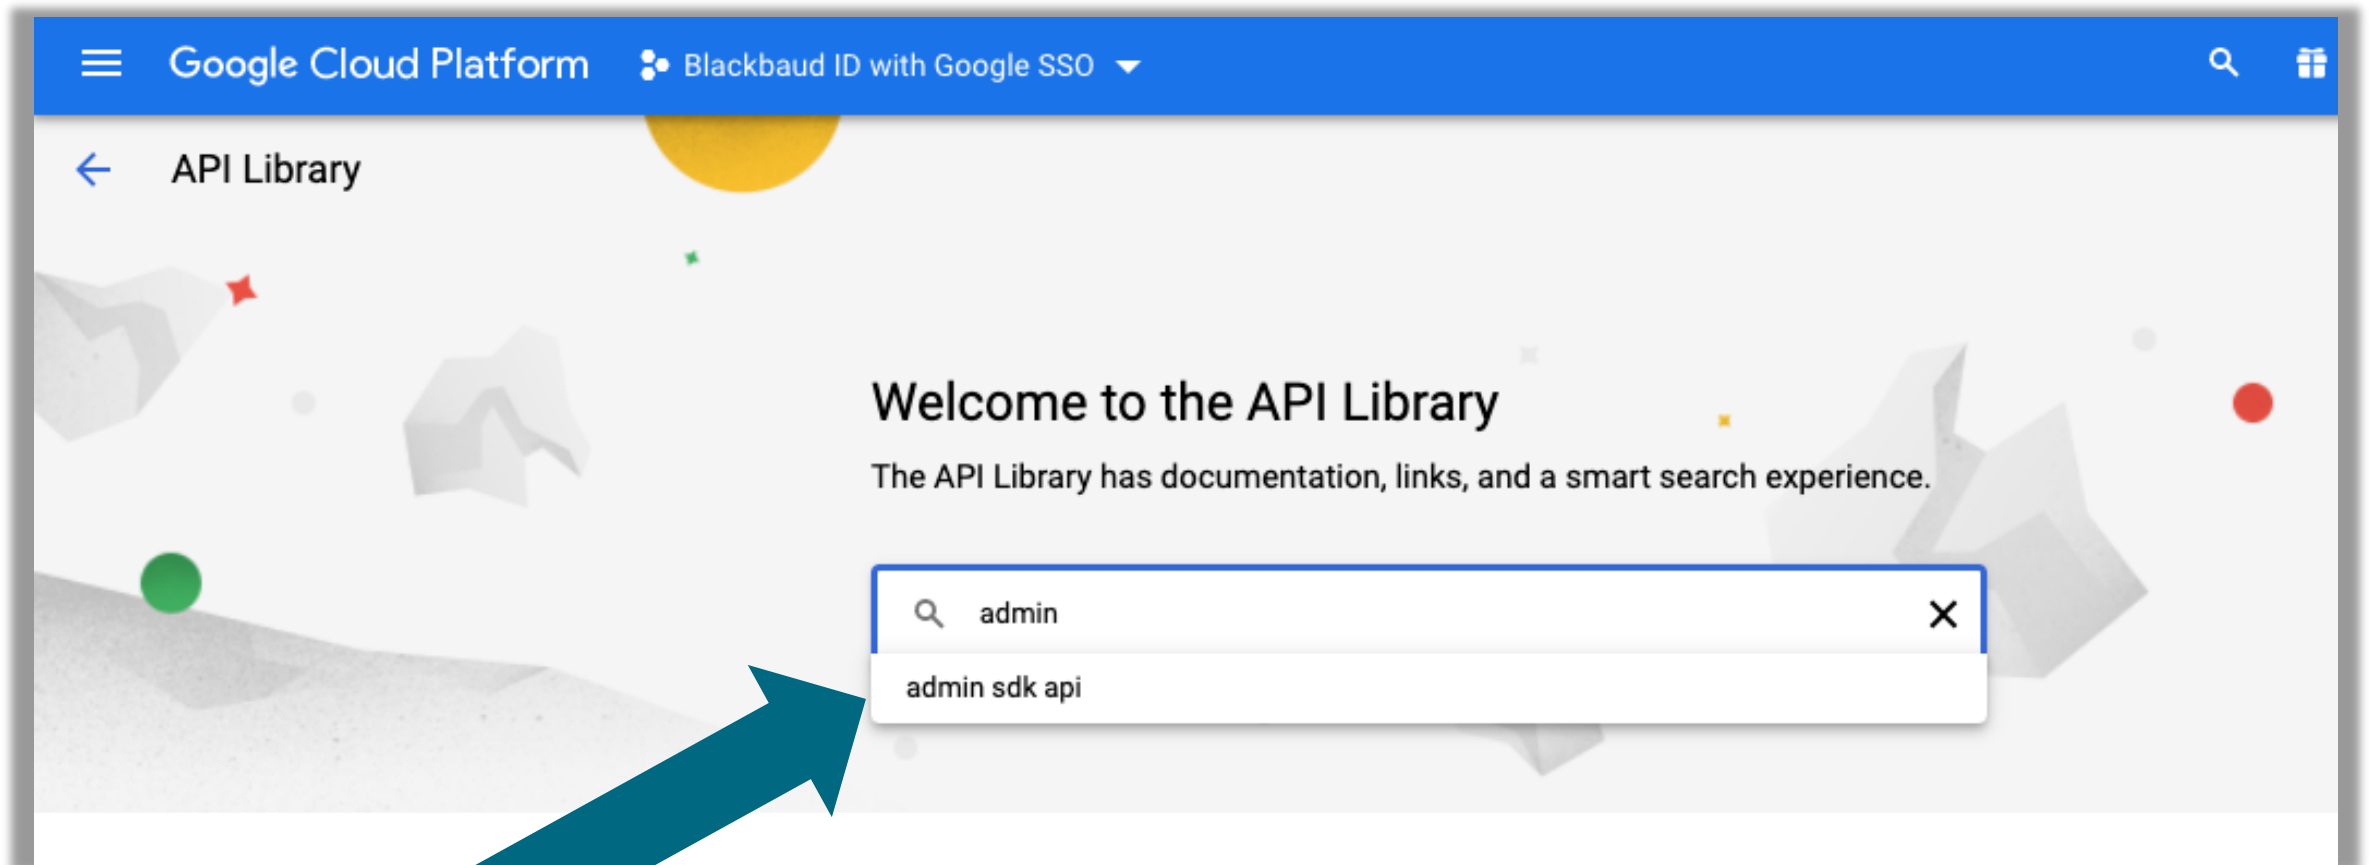 Google Cloud Platform
Blackbaud ID with Google SSO
API Library
Welcome to the API Library
The API Library has documentation, links, and a smart search experience.
admin
admin sdk api